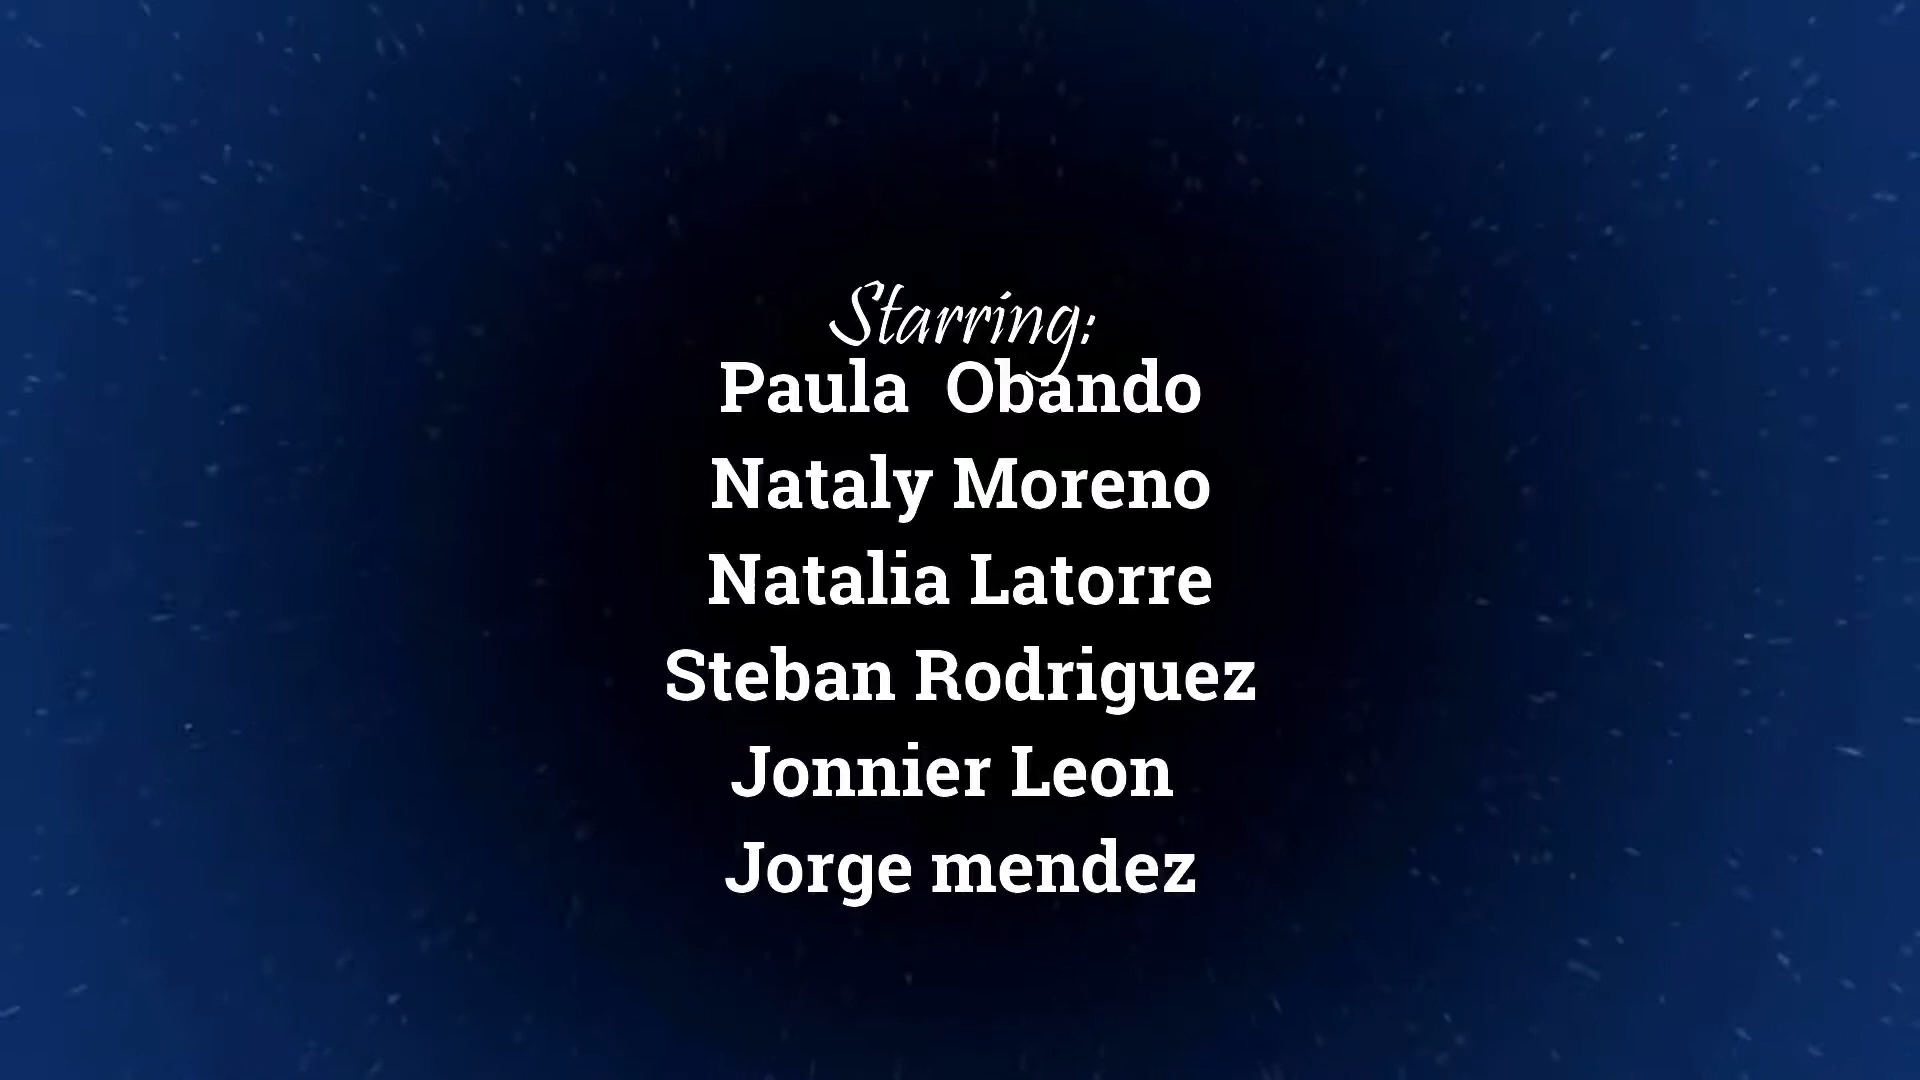 Starring:
Paula  Obando
Nataly Moreno
Natalia Latorre
Steban Rodriguez
Jonnier Leon
Jorge mendez